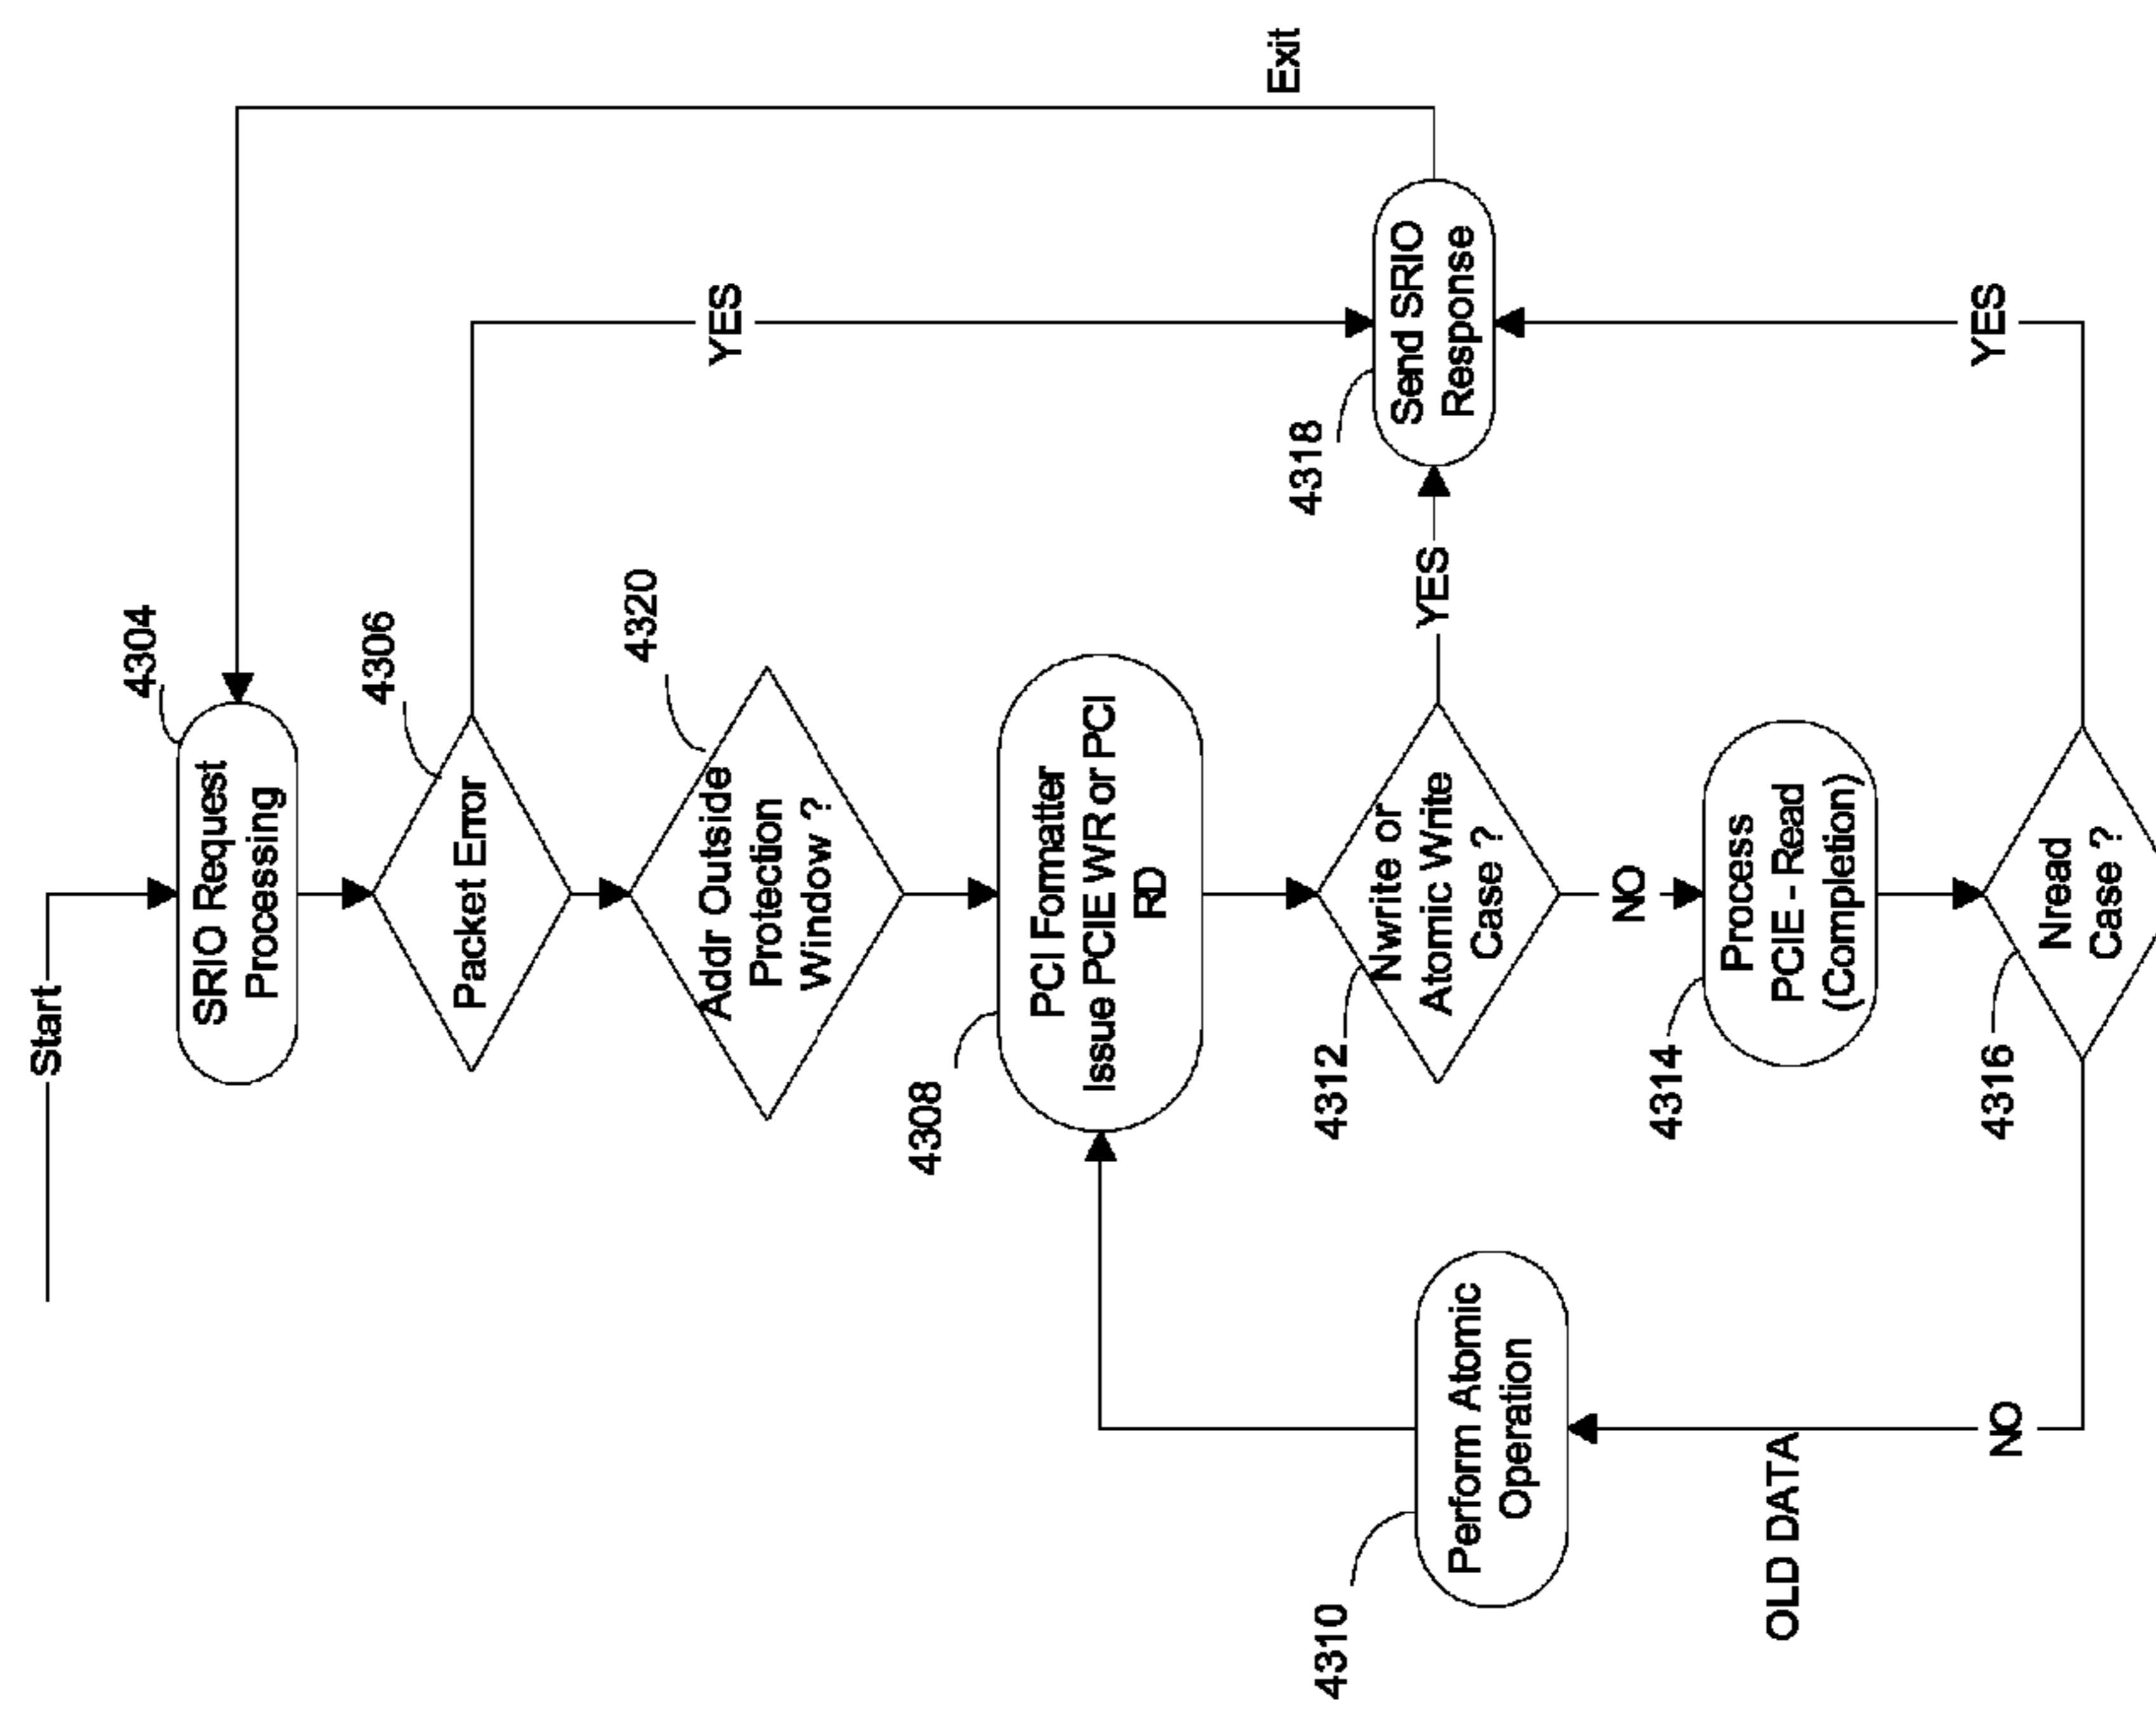 Start
4304
SRIO Request
Processing
4306
Packet Error
YES
4320
Addr Outside
Protection
Window ?
4308
PCI Formatter
Issue PCIE WR or PCI
RD
4312
Nwrite or
Atomic Write
Case ?
YES
4318
Send SRIO
Response
Exit
NO
4314
Process
PCIE - Read
(Completion)
4316
Nread
Case ?
YES
NO
OLD DATA
4310
Perform Atomic
Operation